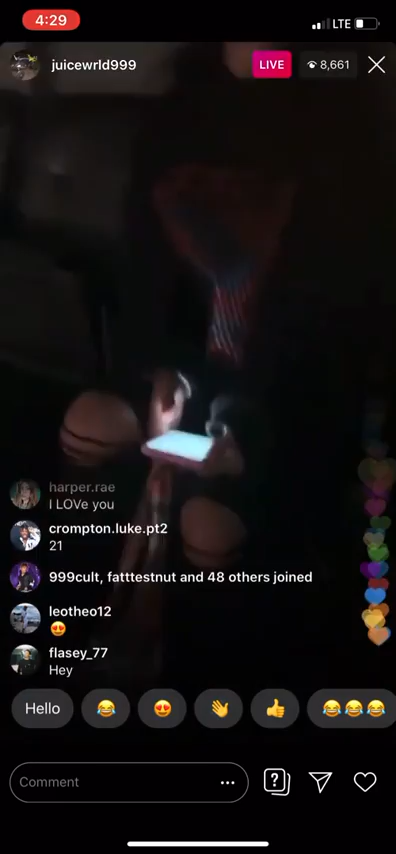 4:29
LTE
juicewrld999
LIVE
8,661
harper.rae
I LOVe you
crompton.luke.pt2
21
999cult, fatttestnut and 48 others joined
leotheo12
😍
flasey_77
Hey
Hello 😂 😍 👋 👍 😂😂😂
Comment